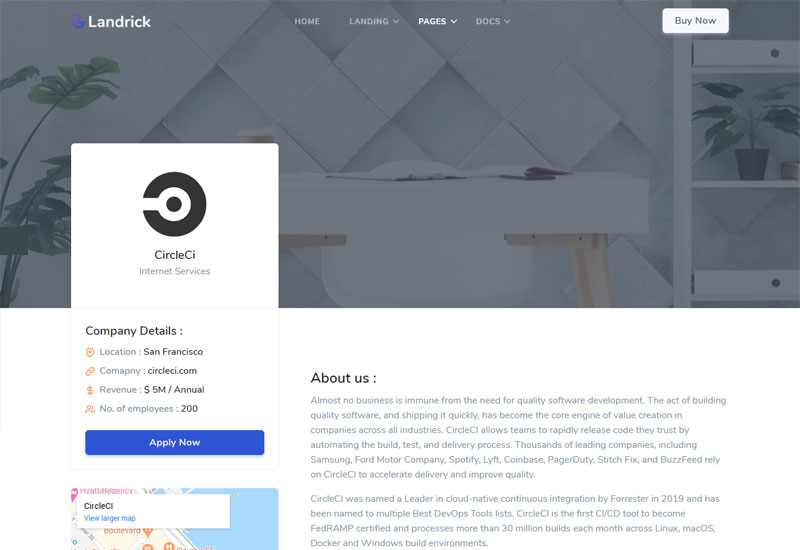 Landrick
HOME
LANDING
PAGES
DOCS
Buy Now
CircleCi
Internet Services
Company Details :
Location : San Francisco
Comapny : circleci.com
Revenue : $ 5M / Annual
No. of employees : 200
Apply Now
CircleCI
View larger map
About us :
Almost no business is immune from the need for quality software development. The act of building
quality software, and shipping it quickly, has become the core engine of value creation in
companies across all industries. CircleCI allows teams to rapidly release code they trust by
automating the build, test, and delivery process. Thousands of leading companies, including
Samsung, Ford Motor Company, Spotify, Lyft, Coinbase, PagerDuty, Stitch Fix, and BuzzFeed rely
on CircleCI to accelerate delivery and improve quality.
CircleCI was named a Leader in cloud-native continuous integration by Forrester in 2019 and has
been named to multiple Best DevOps Tools lists. CircleCI is the first CI/CD tool to become
FedRAMP certified and processes more than 30 million builds each month across Linux, macOS,
Docker and Windows build environments.